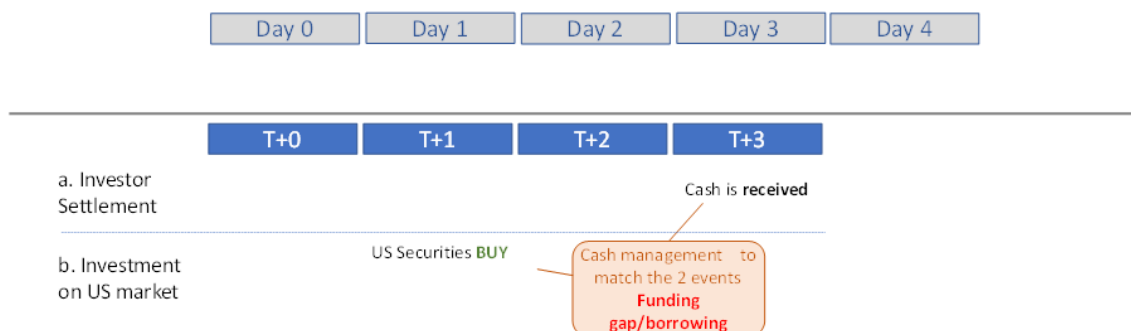 Day 0 Day 1 Day 2 Day 3 Day 4
T+0 T+1 T+2 T+3
a. Investor
Settlement
Cash is received
b. Investment
on US market
US Securities BUY
Cash management to
match the 2 events
Funding
gap/borrowing